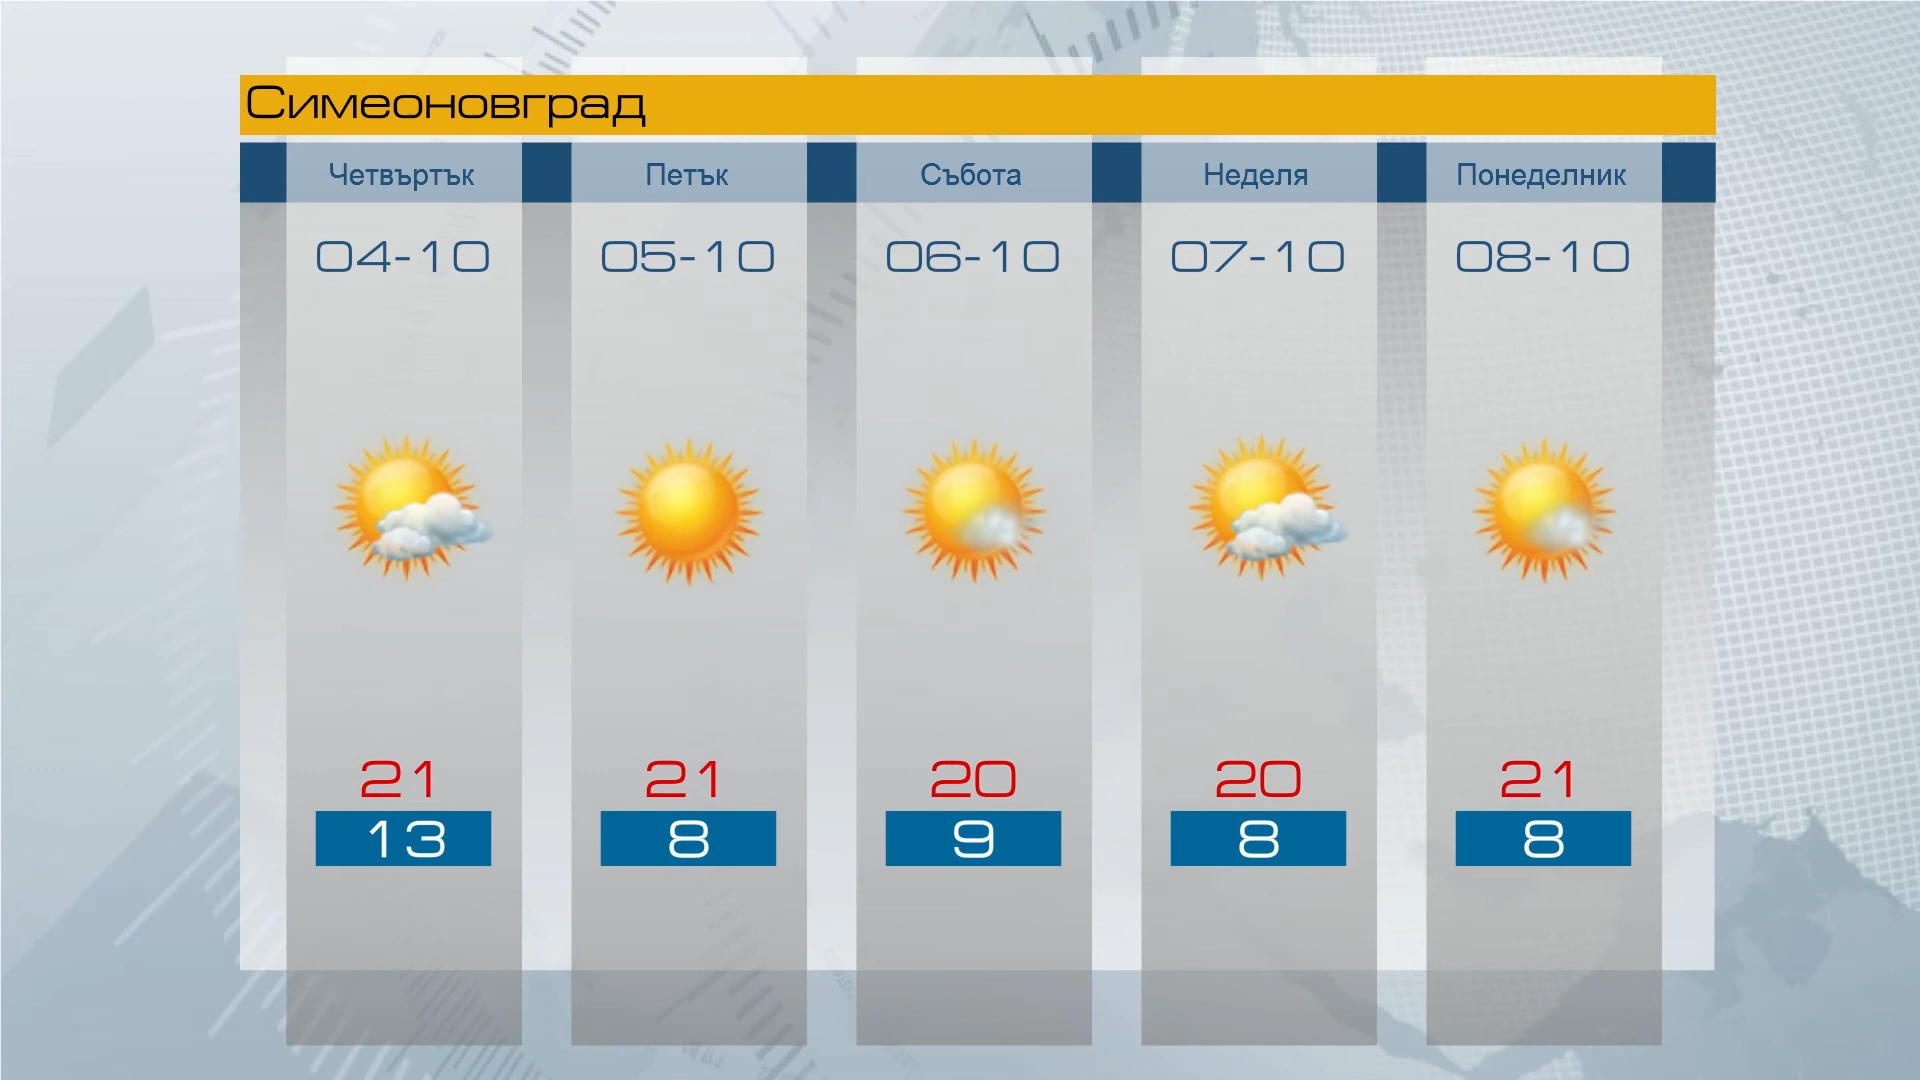 Симеоновград
Четвъртък Петък Събота Неделя Понеделник
04-10 05-10 06-10 07-10 08-10
21 21 20 20 21
13 8 9 8 8